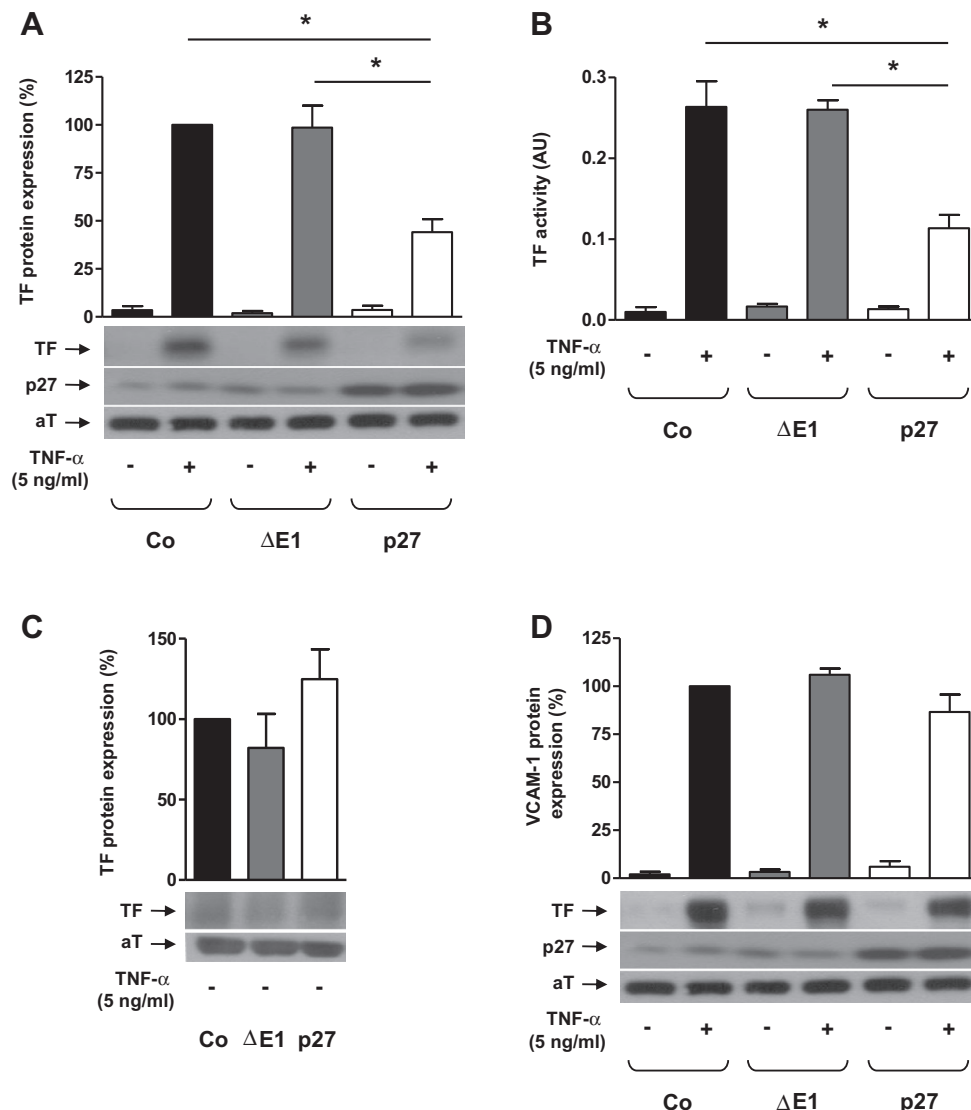 A
*
*
TF protein expression (%)
125
100
75
50
25
0
TF
p27
aT
TNF-α
(5 ng/ml)
- + - + - +
Co ΔE1 p27
B
*
*
TF activity (AU)
0.3
0.2
0.1
0.0
TNF-α
(5 ng/ml)
- + - + - +
Co ΔE1 p27
C
TF protein expression (%)
150
100
50
0
TF
aT
TNF-α
(5 ng/ml)
- - -
Co ΔE1 p27
D
VCAM-1 protein
expression (%)
125
100
75
50
25
0
TF
p27
aT
TNF-α
(5 ng/ml)
- + - + - +
Co ΔE1 p27